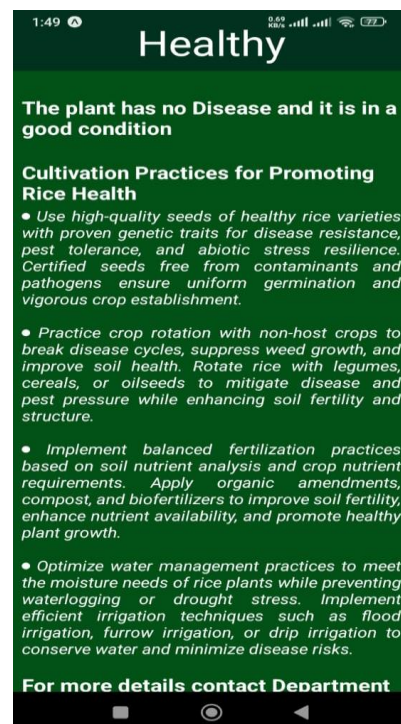 1:49
0.69 KB/s 77
Healthy
The plant has no Disease and it is in a
good condition
Cultivation Practices for Promoting
Rice Health
• Use high-quality seeds of healthy rice varieties
with proven genetic traits for disease resistance,
pest tolerance, and abiotic stress resilience.
Certified seeds free from contaminants and
pathogens ensure uniform germination and
vigorous crop establishment.
• Practice crop rotation with non-host crops to
break disease cycles, suppress weed growth, and
improve soil health. Rotate rice with legumes,
cereals, or oilseeds to mitigate disease and
pest pressure while enhancing soil fertility and
structure.
• Implement balanced fertilization practices
based on soil nutrient analysis and crop nutrient
requirements. Apply organic amendments,
compost, and biofertilizers to improve soil fertility,
enhance nutrient availability, and promote healthy
plant growth.
• Optimize water management practices to meet
the moisture needs of rice plants while preventing
waterlogging or drought stress. Implement
efficient irrigation techniques such as flood
irrigation, furrow irrigation, or drip irrigation to
conserve water and minimize disease risks.
For more details contact Department